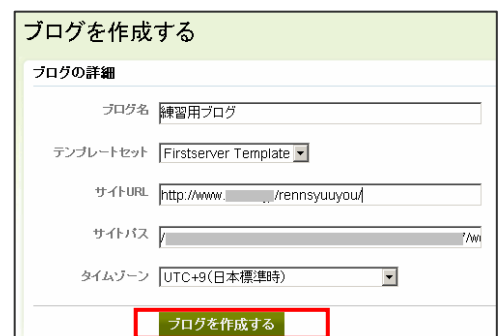 ブログを作成する
ブログの詳細
ブログ名 練習用ブログ
テンプレートセット Firstserver Template
サイトURL http://www. /rennsyuuyou/
サイトパス /
タイムゾーン UTC+9(日本標準時)
ブログを作成する